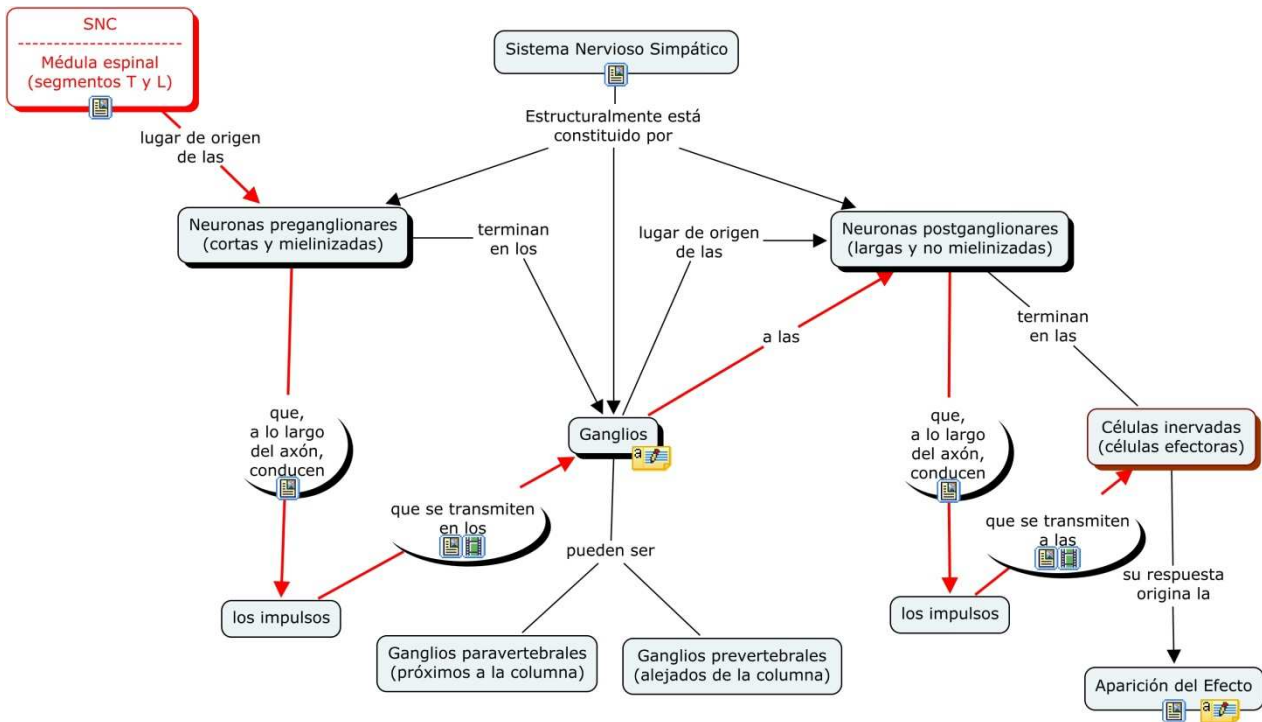 SNC
Médula espinal
(segmentos T y L)
Sistema Nervioso Simpático
Estructuralmente está
constituido por
lugar de origen
de las
Neuronas preganglionares
(cortas y mielinizadas)
terminan
en los
lugar de origen
de las
Neuronas postganglionares
(largas y no mielinizadas)
terminan
en las
a las
que,
a lo largo
del axón,
conducen
Ganglios
a
que,
a lo largo
del axón,
conducen
Células inervadas
(células efectoras)
que se transmiten
en los
que se transmiten
a las
pueden ser
su respuesta
origina la
los impulsos
los impulsos
Ganglios paravertebrales
(próximos a la columna)
Ganglios prevertebrales
(alejados de la columna)
Aparición del Efecto
a